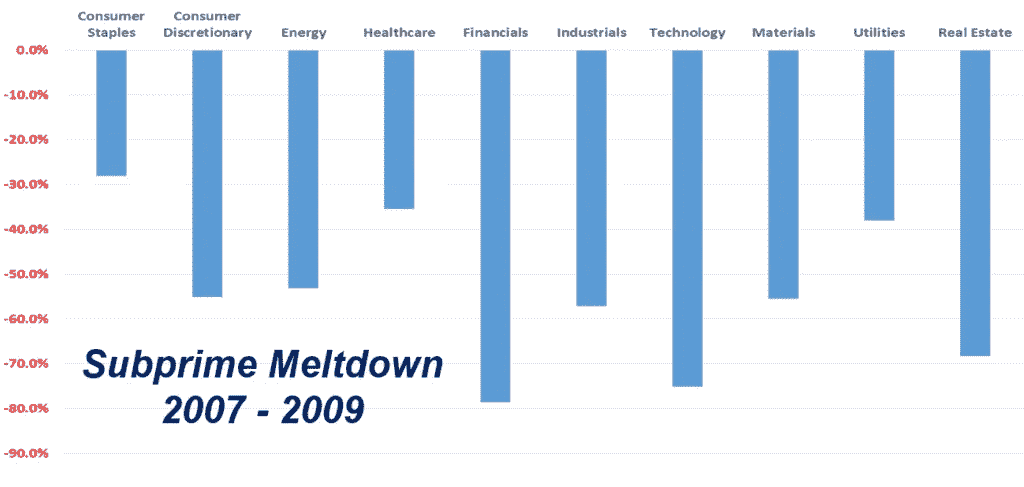 Consumer Staples
Consumer Discretionary
Energy
Healthcare
Financials
Industrials
Technology
Materials
Utilities
Real Estate
0.0%
-10.0%
-20.0%
-30.0%
-40.0%
-50.0%
-60.0%
-70.0%
-80.0%
-90.0%
Subprime Meltdown
2007 - 2009